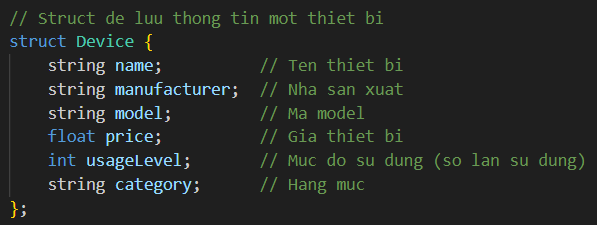 // Struct de luu thong tin mot thiet bi
struct Device {
    string name;          // Ten thiet bi
    string manufacturer;  // Nha san xuat
    string model;         // Ma model
    float price;          // Gia thiet bi
    int usageLevel;       // Muc do su dung (so lan su dung)
    string category;      // Hang muc
};